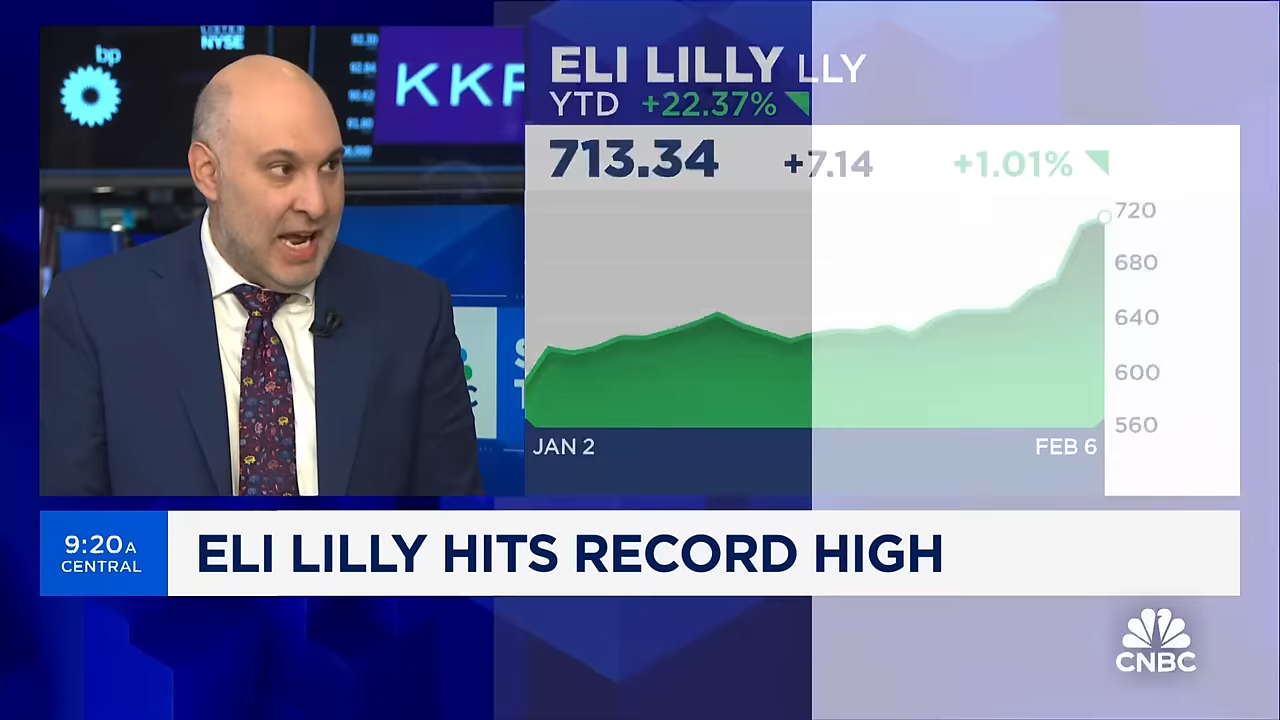 bp
LISTED
NYSE
KKR
ELI LILLY LLY
YTD +22.37%
713.34 +7.14 +1.01%
720
680
640
600
560
JAN 2 FEB 6
9:20A
CENTRAL
ELI LILLY HITS RECORD HIGH
CNBC